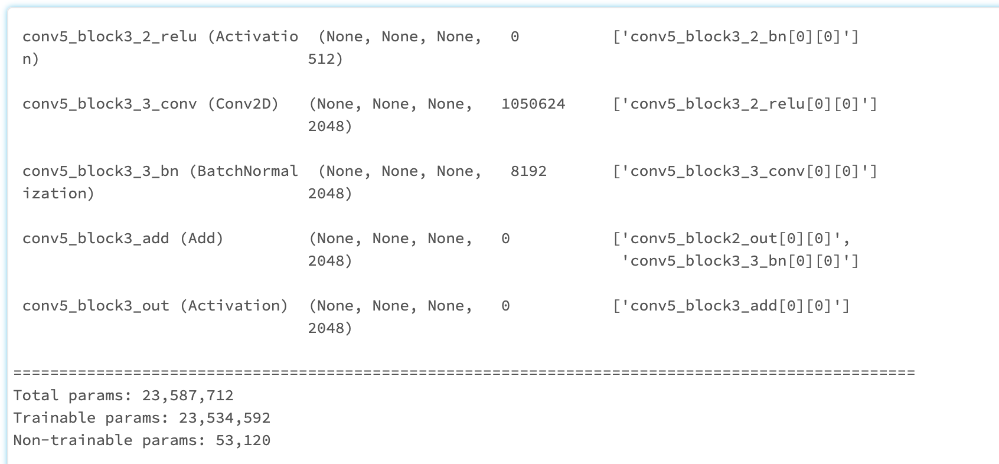 conv5_block3_2_relu (Activatio  (None, None, None,   0          ['conv5_block3_2_bn[0][0]']
n)                             512)
conv5_block3_3_conv (Conv2D)   (None, None, None,   1050624     ['conv5_block3_2_relu[0][0]']
                               2048)
conv5_block3_3_bn (BatchNormal  (None, None, None,   8192       ['conv5_block3_3_conv[0][0]']
ization)                       2048)
conv5_block3_add (Add)         (None, None, None,   0           ['conv5_block2_out[0][0]',
                               2048)                             'conv5_block3_3_bn[0][0]']
conv5_block3_out (Activation)  (None, None, None,   0           ['conv5_block3_add[0][0]']
                               2048)
==================================================================================================
Total params: 23,587,712
Trainable params: 23,534,592
Non-trainable params: 53,120